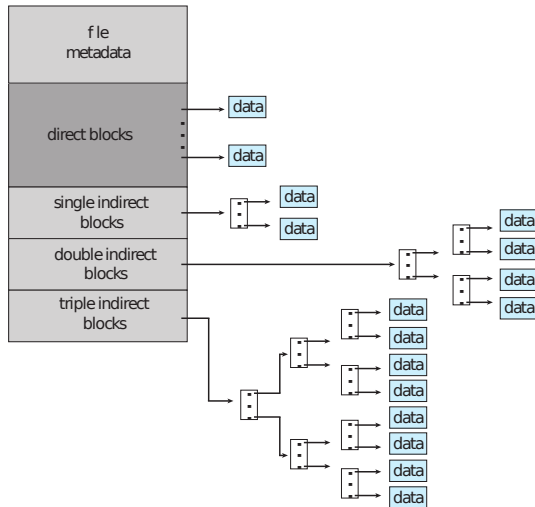 f le
metadata
direct blocks
data
data
single indirect
blocks
data
data
double indirect
blocks
data
data
data
data
triple indirect
blocks
data
data
data
data
data
data
data
data